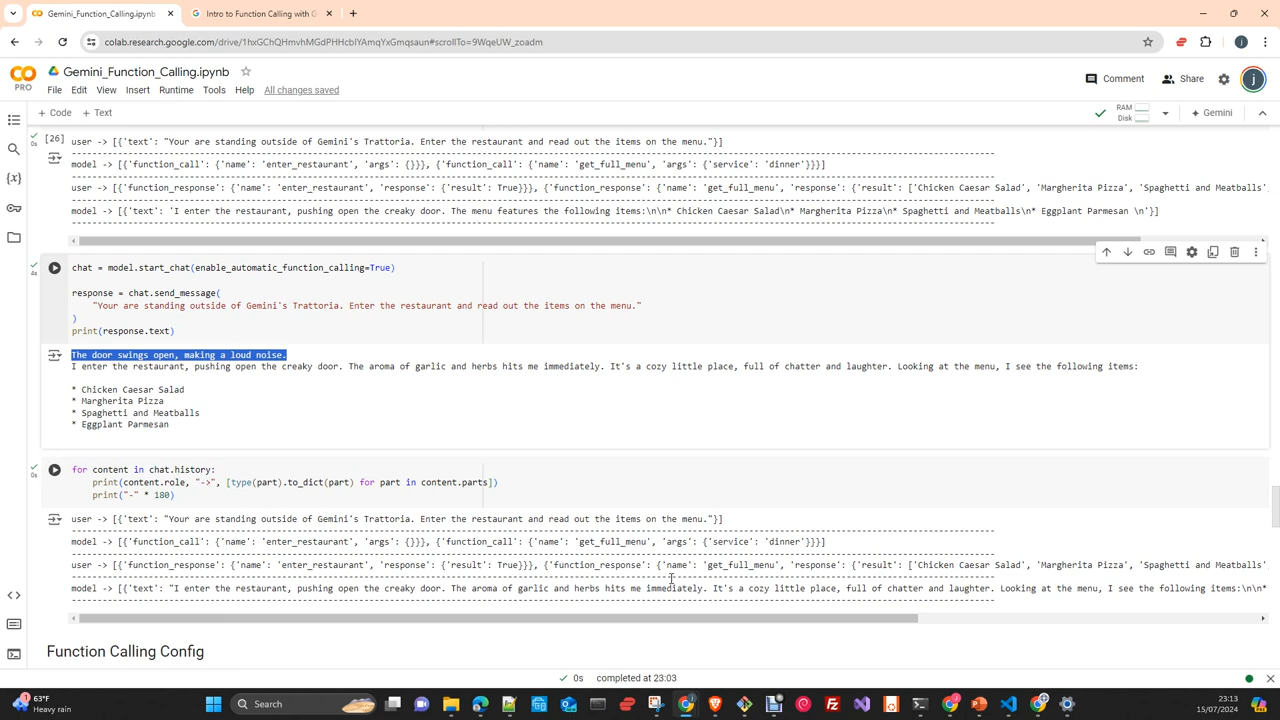 Gemini_Function_Calling.ipynb
Intro to Function Calling with G
colab.research.google.com/drive/1hxGChQHmvhMGdPHHcblYAmqYxGmqsaun#scrollTo=9WqeUW_zoadm
j
PRO
Gemini_Function_Calling.ipynb
Comment
Share
j
File Edit View Insert Runtime Tools Help All changes saved
+ Code + Text
RAM
Disk
Gemini
0s
[26]
user -> [{'text': "Your are standing outside of Gemini's Trattoria. Enter the restaurant and read out the items on the menu."}]
model -> [{'function_call': {'name': 'enter_restaurant', 'args': {}}}, {'function_call': {'name': 'get_full_menu', 'args': {'service': 'dinner'}}}]
user -> [{'function_response': {'name': 'enter_restaurant', 'response': {'result': True}}}, {'function_response': {'name': 'get_full_menu', 'response': {'result': ['Chicken Caesar Salad', 'Margherita Pizza', 'Spaghetti and Meatballs'
model -> [{'text': 'I enter the restaurant, pushing open the creaky door. The menu features the following items:\n\n* Chicken Caesar Salad\n* Margherita Pizza\n* Spaghetti and Meatballs\n* Eggplant Parmesan \n'}]
4s
chat = model.start_chat(enable_automatic_function_calling=True)
response = chat.send_message(
"Your are standing outside of Gemini's Trattoria. Enter the restaurant and read out the items on the menu."
)
print(response.text)
The door swings open, making a loud noise.
I enter the restaurant, pushing open the creaky door. The aroma of garlic and herbs hits me immediately. It's a cozy little place, full of chatter and laughter. Looking at the menu, I see the following items:
* Chicken Caesar Salad
* Margherita Pizza
* Spaghetti and Meatballs
* Eggplant Parmesan
0s
for content in chat.history:
print(content.role, "->", [type(part).to_dict(part) for part in content.parts])
print("-" * 180)
user -> [{'text': "Your are standing outside of Gemini's Trattoria. Enter the restaurant and read out the items on the menu."}]
model -> [{'function_call': {'name': 'enter_restaurant', 'args': {}}}, {'function_call': {'name': 'get_full_menu', 'args': {'service': 'dinner'}}}]
user -> [{'function_response': {'name': 'enter_restaurant', 'response': {'result': True}}}, {'function_response': {'name': 'get_full_menu', 'response': {'result': ['Chicken Caesar Salad', 'Margherita Pizza', 'Spaghetti and Meatballs'
model -> [{'text': "I enter the restaurant, pushing open the creaky door. The aroma of garlic and herbs hits me immediately. It's a cozy little place, full of chatter and laughter. Looking at the menu, I see the following items:\n\n*
Function Calling Config
0s completed at 23:03
63°F
Heavy rain
Search
23:13
15/07/2024